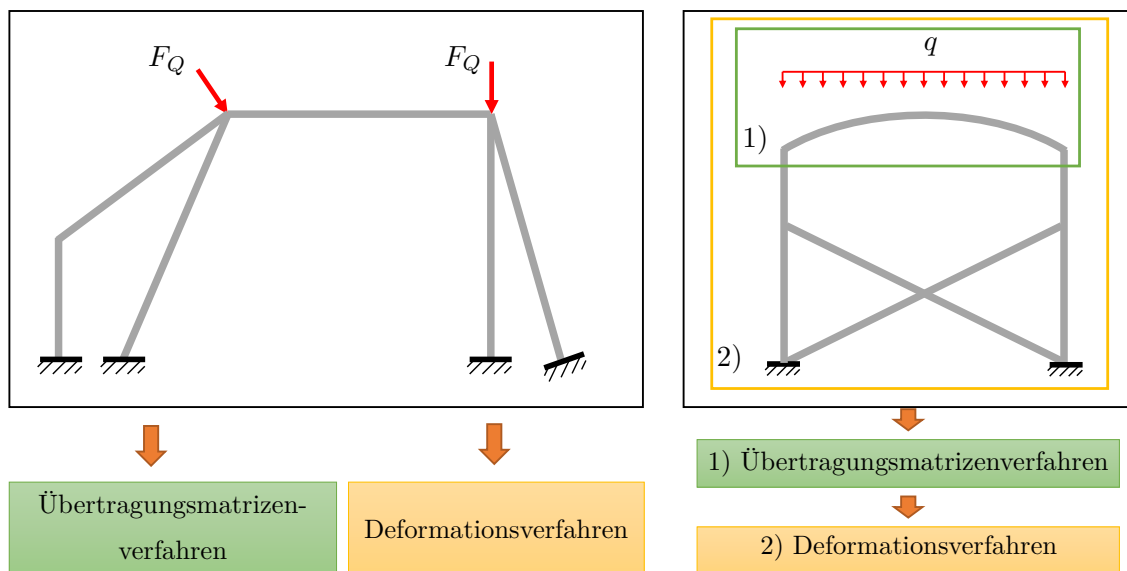 F_Q
F_Q
q
1)
2)
Übertragungsmatrizen-
verfahren
Deformationsverfahren
1) Übertragungsmatrizenverfahren
2) Deformationsverfahren